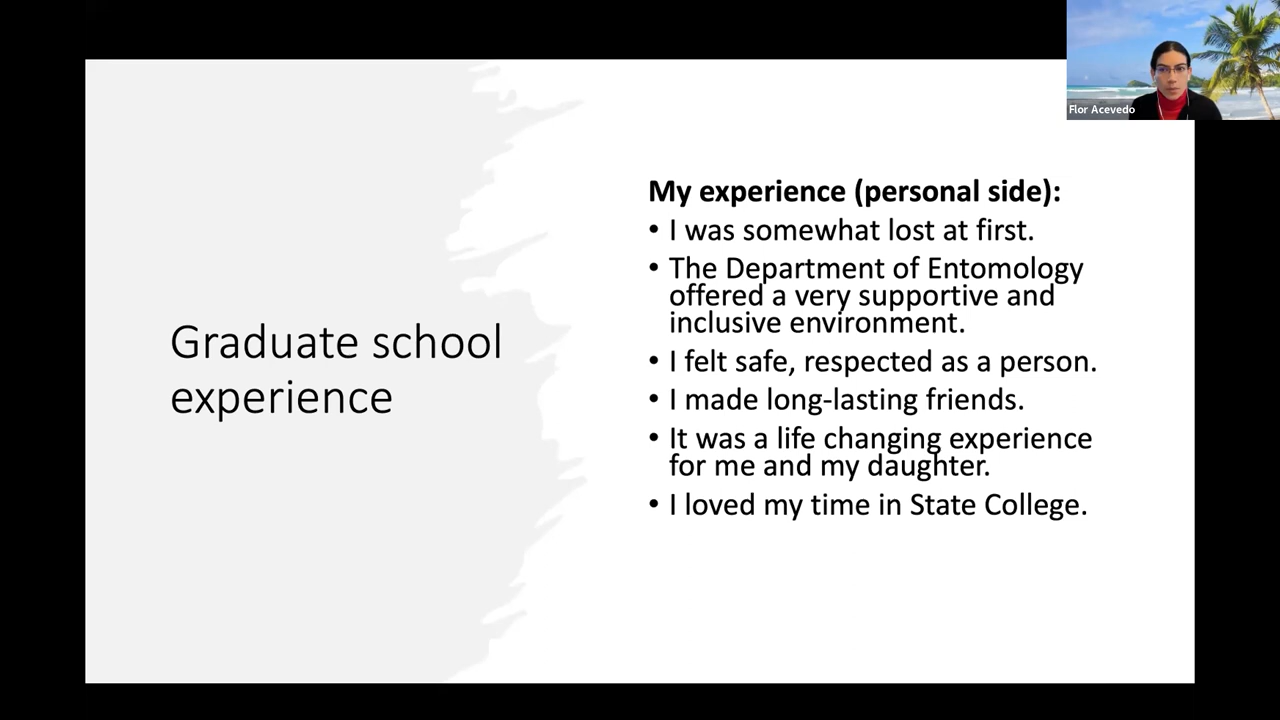 Flor Acevedo
Graduate school
experience
My experience (personal side):
• I was somewhat lost at first.
• The Department of Entomology
offered a very supportive and
inclusive environment.
• I felt safe, respected as a person.
• I made long-lasting friends.
• It was a life changing experience
for me and my daughter.
• I loved my time in State College.